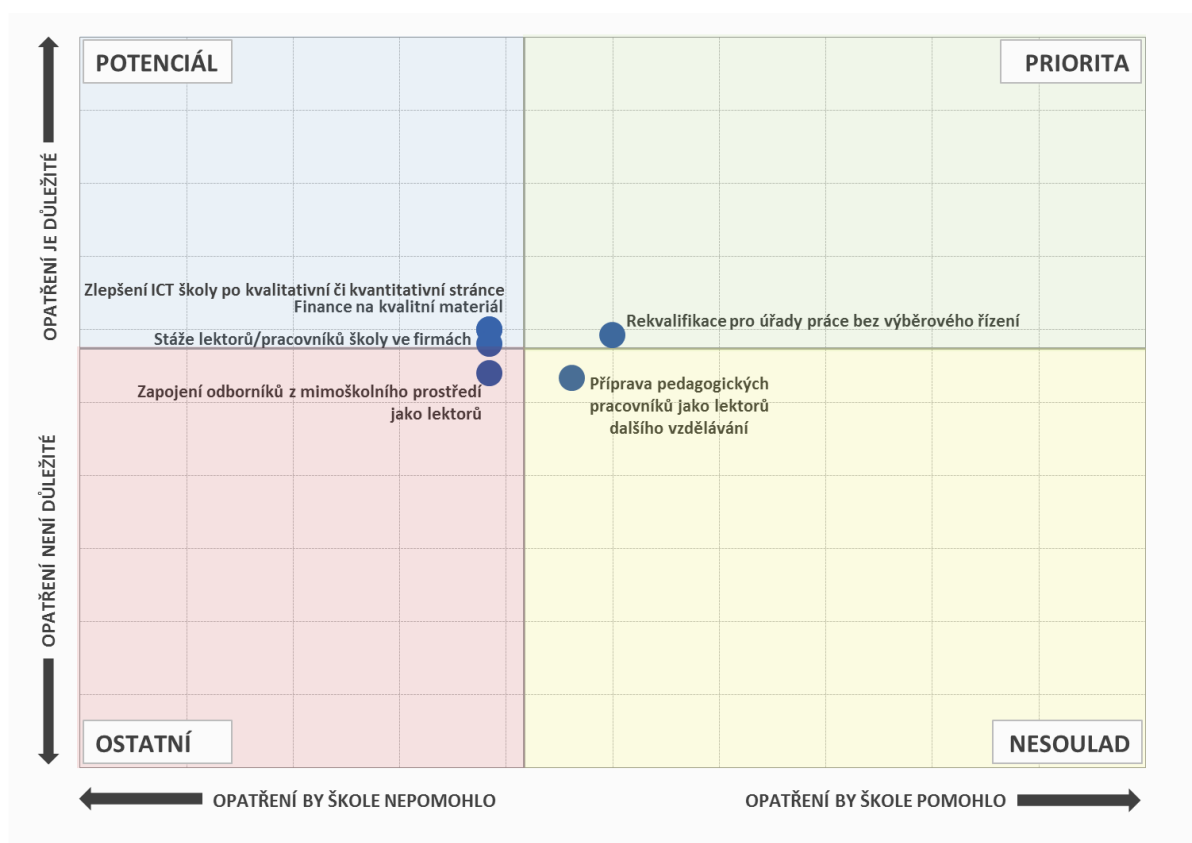 POTENCIÁL
PRIORITA
OPATŘENÍ JE DŮLEŽITÉ
Zlepšení ICT školy po kvalitativní či kvantitativní stránce
Finance na kvalitní materiál
Rekvalifikace pro úřady práce bez výběrového řízení
Stáže lektorů/pracovníků školy ve firmách
Zapojení odborníků z mimoškolního prostředí
jako lektorů
Příprava pedagogických
pracovníků jako lektorů
dalšího vzdělávání
OPATŘENÍ NENÍ DŮLEŽITÉ
OSTATNÍ
NESOULAD
OPATŘENÍ BY ŠKOLE NEPOMOHLO
OPATŘENÍ BY ŠKOLE POMOHLO